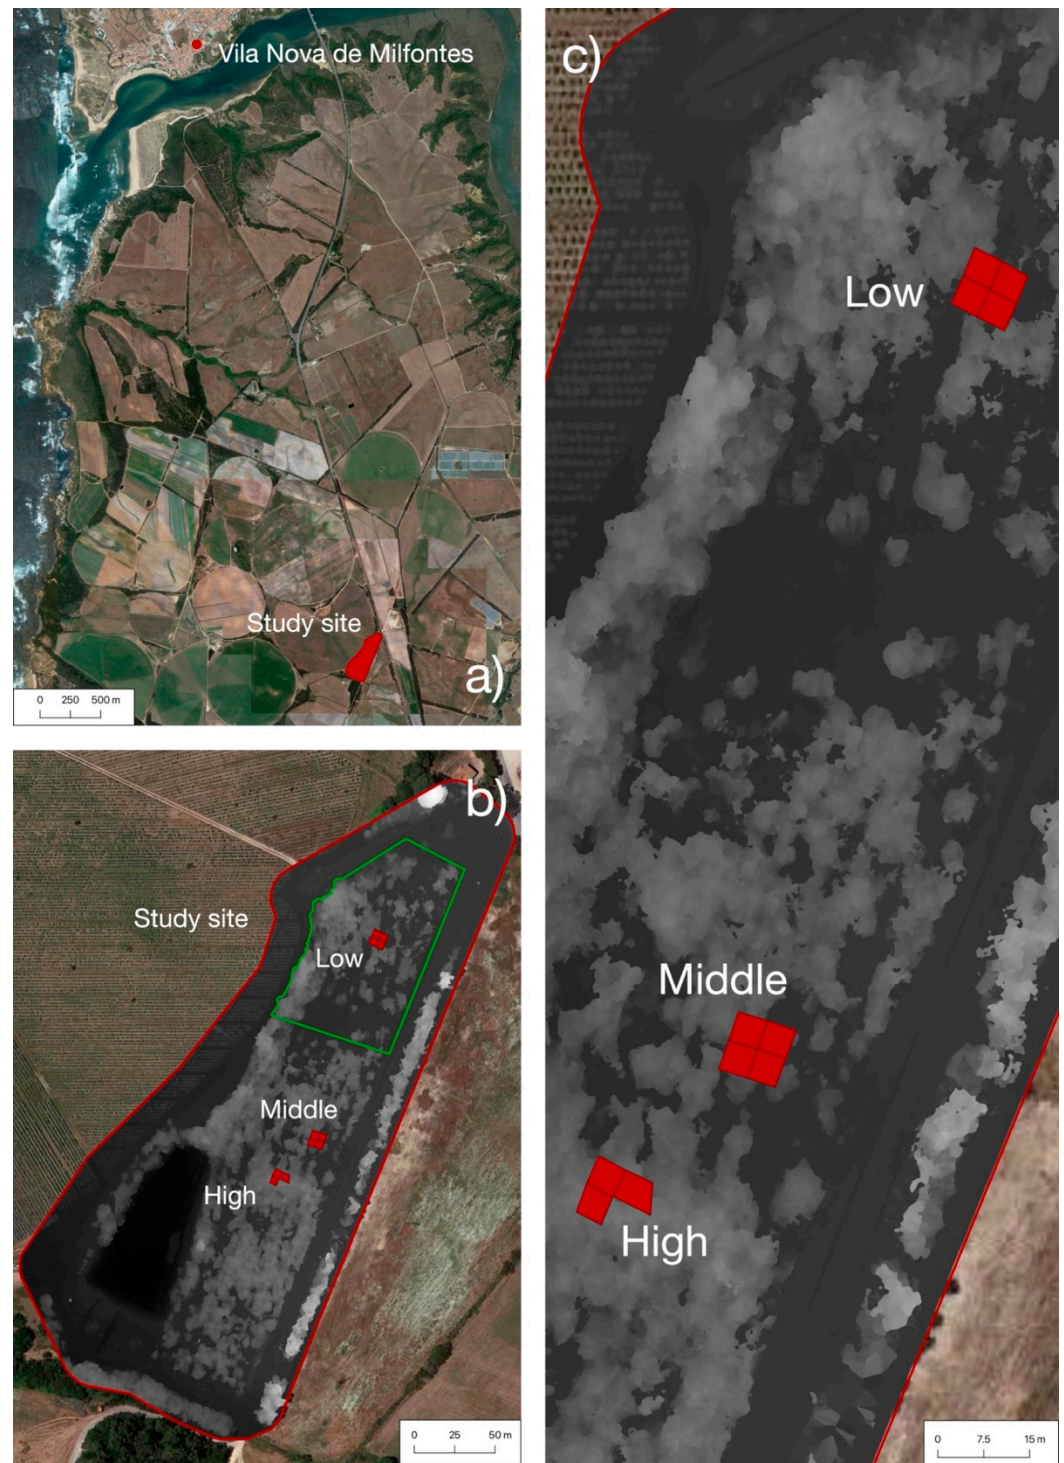 Vila Nova de Milfontes
Study site
a)
0 250 500 m
b)
Study site
Low
Middle
High
0 25 50 m
c)
Low
Middle
High
0 7.5 15 m